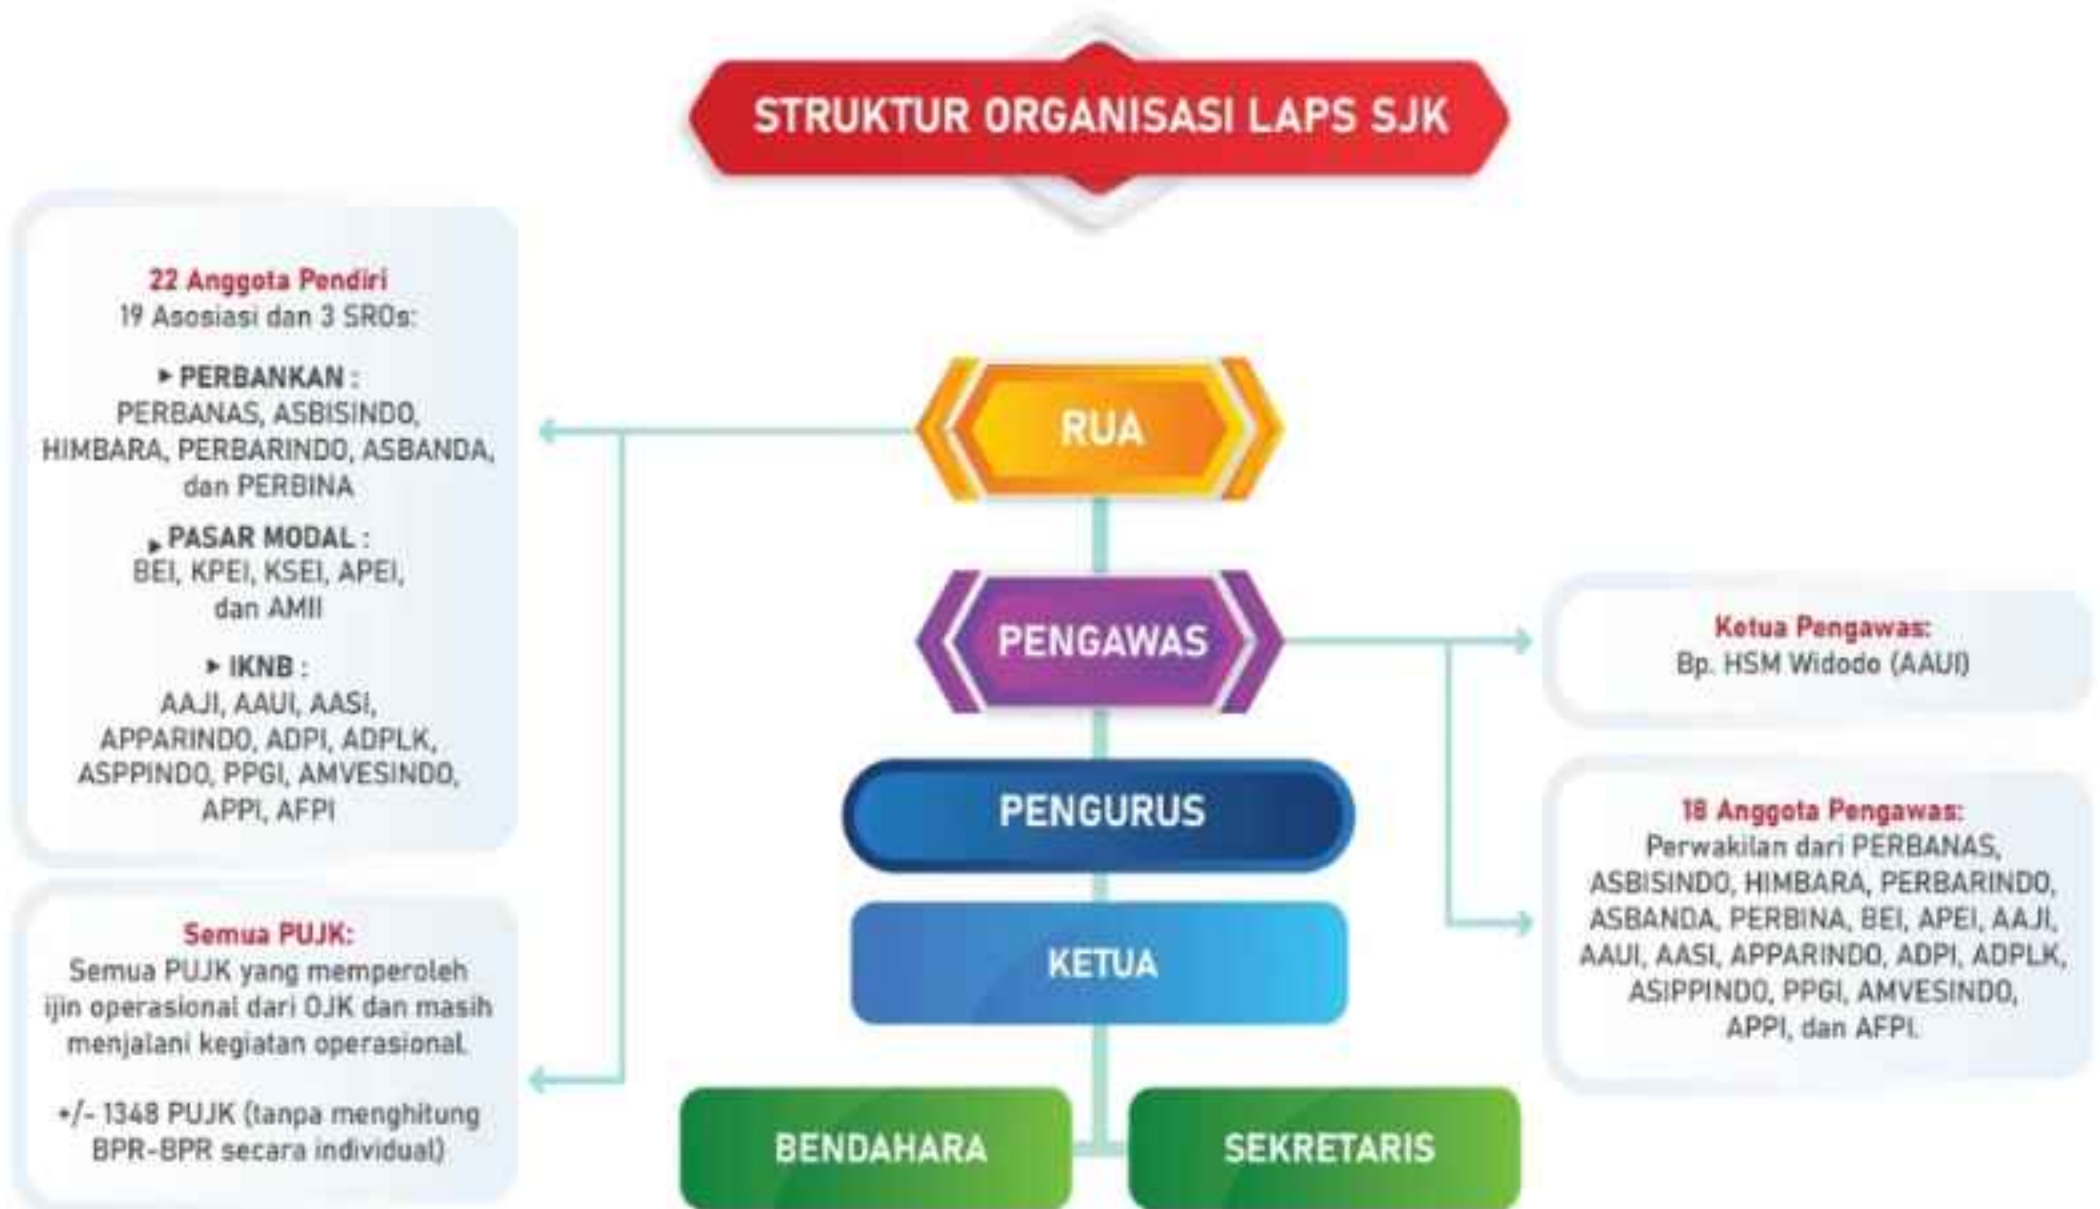 STRUKTUR ORGANISASI LAPS SJK
22 Anggota Pendiri
19 Asosiasi dan 3 SROs:
▸ PERBANKAN :
PERBANAS, ASBISINDO,
HIMBARA, PERBARINDO, ASBANDA,
dan PERBINA
▸ PASAR MODAL :
BEI, KPEI, KSEI, APEI,
dan AMII
▸ IKNB :
AAJI, AAUI, AASI,
APPARINDO, ADPI, ADPLK,
ASPPINDO, PPGI, AMVESINDO,
APPI, AFPI
Semua PUJK:
Semua PUJK yang memperoleh
ijin operasional dari OJK dan masih
menjalani kegiatan operasional.
+/- 1348 PUJK (tanpa menghitung
BPR-BPR secara individual)
RUA
PENGAWAS
PENGURUS
KETUA
BENDAHARA
SEKRETARIS
Ketua Pengawas:
Bp. HSM Widodo (AAUI)
18 Anggota Pengawas:
Perwakilan dari PERBANAS,
ASBISINDO, HIMBARA, PERBARINDO,
ASBANDA, PERBINA, BEI, APEI, AAJI,
AAUI, AASI, APPARINDO, ADPI, ADPLK,
ASIPPINDO, PPGI, AMVESINDO,
APPI, dan AFPI.